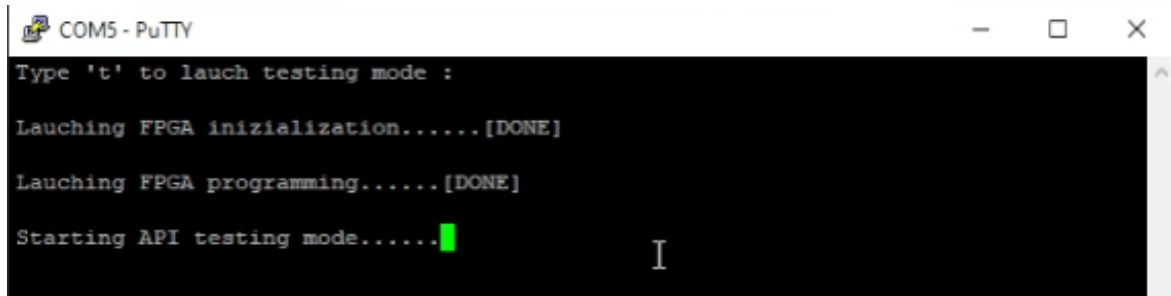 COM5 - PuTTY
Type 't' to lauch testing mode :
Lauching FPGA inizialization......[DONE]
Lauching FPGA programming......[DONE]
Starting API testing mode......